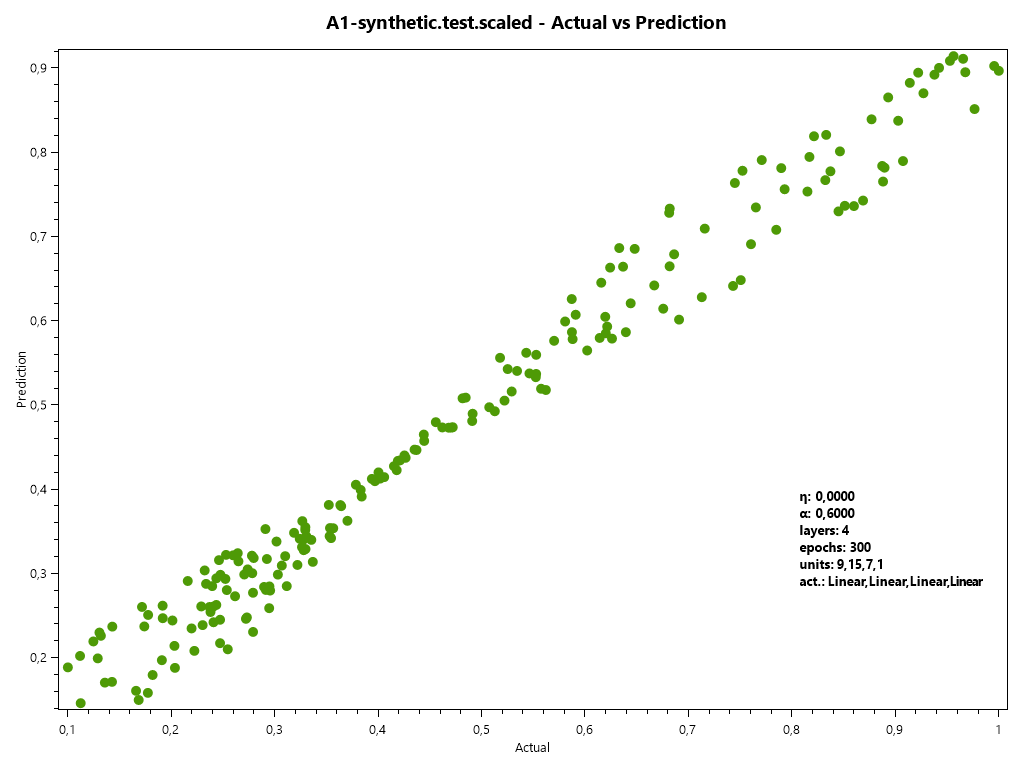 A1-synthetic.test.scaled - Actual vs Prediction
0,9
0,8
0,7
0,6
0,5
0,4
0,3
0,2
Prediction
η: 0,0000
α: 0,6000
layers: 4
epochs: 300
units: 9,15,7,1
act.: Linear,Linear,Linear,Linear
0,1 0,2 0,3 0,4 0,5 0,6 0,7 0,8 0,9 1
Actual